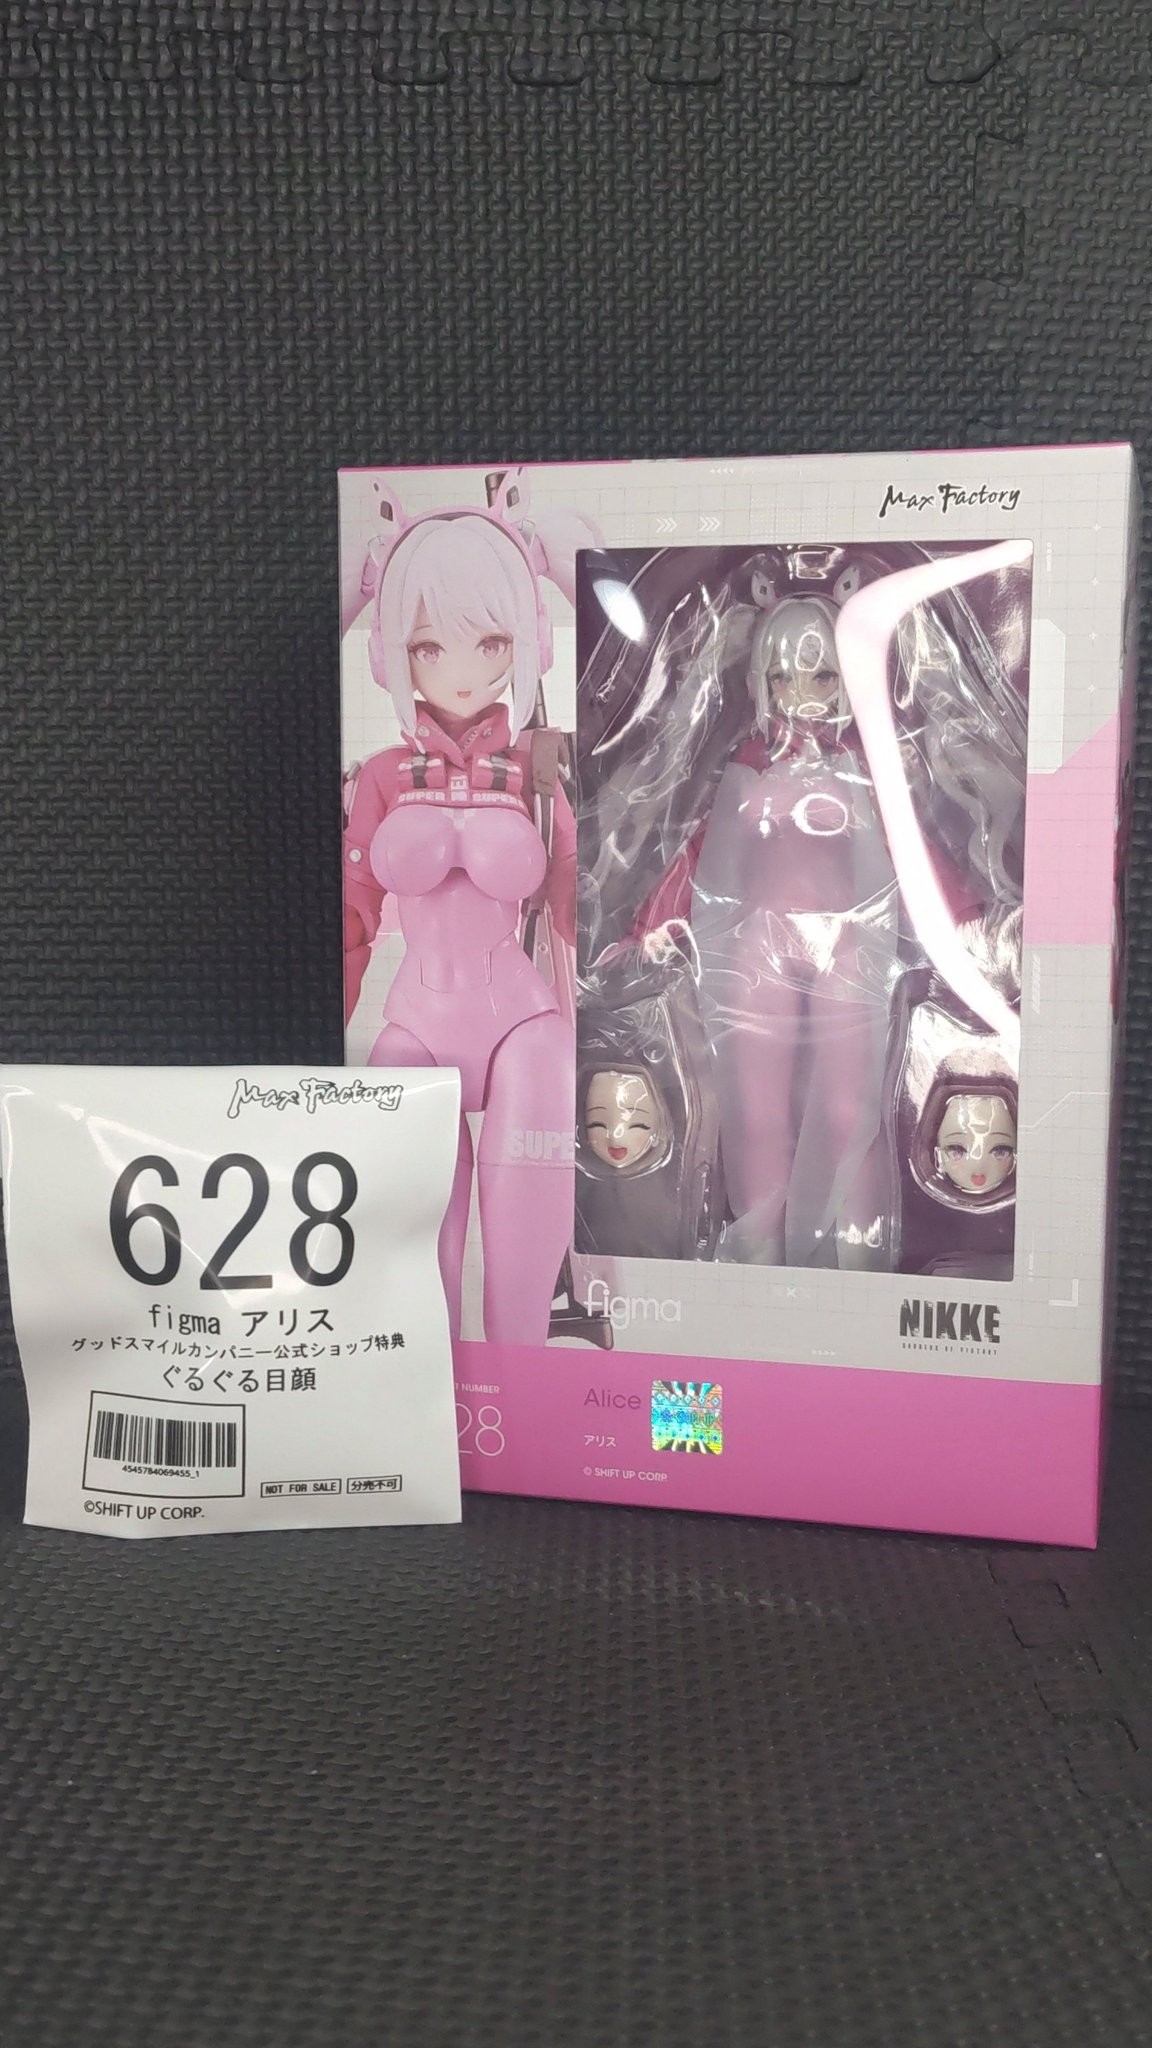 Max Factory
SUPER SUPER
SUPE
figma
NIKKE
GODDESS OF VICTORY
NUMBER
28
Alice
アリス
© SHIFT UP CORP.
Max Factory
628
figma アリス
グッドスマイルカンパニー公式ショップ特典
ぐるぐる目顔
4545784069455_1
NOT FOR SALE 分売不可
©SHIFT UP CORP.